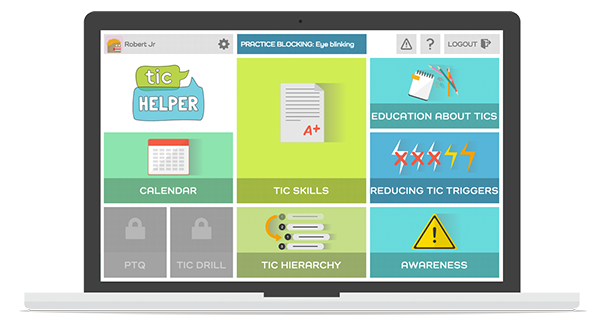 Robert Jr
PRACTICE BLOCKING: Eye blinking
?
LOGOUT
tic
HELPER
A+
EDUCATION ABOUT TICS
CALENDAR
TIC SKILLS
REDUCING TIC TRIGGERS
PTQ
TIC DRILL
TIC HIERARCHY
AWARENESS